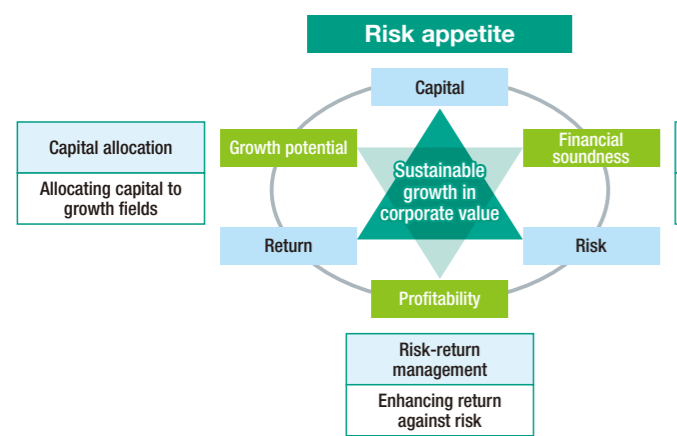 Risk appetite
Capital
Capital allocation
Allocating capital to
growth fields
Growth potential
Financial
soundness
Sustainable
growth in
corporate value
Return
Risk
Profitability
Risk-return
management
Enhancing return
against risk